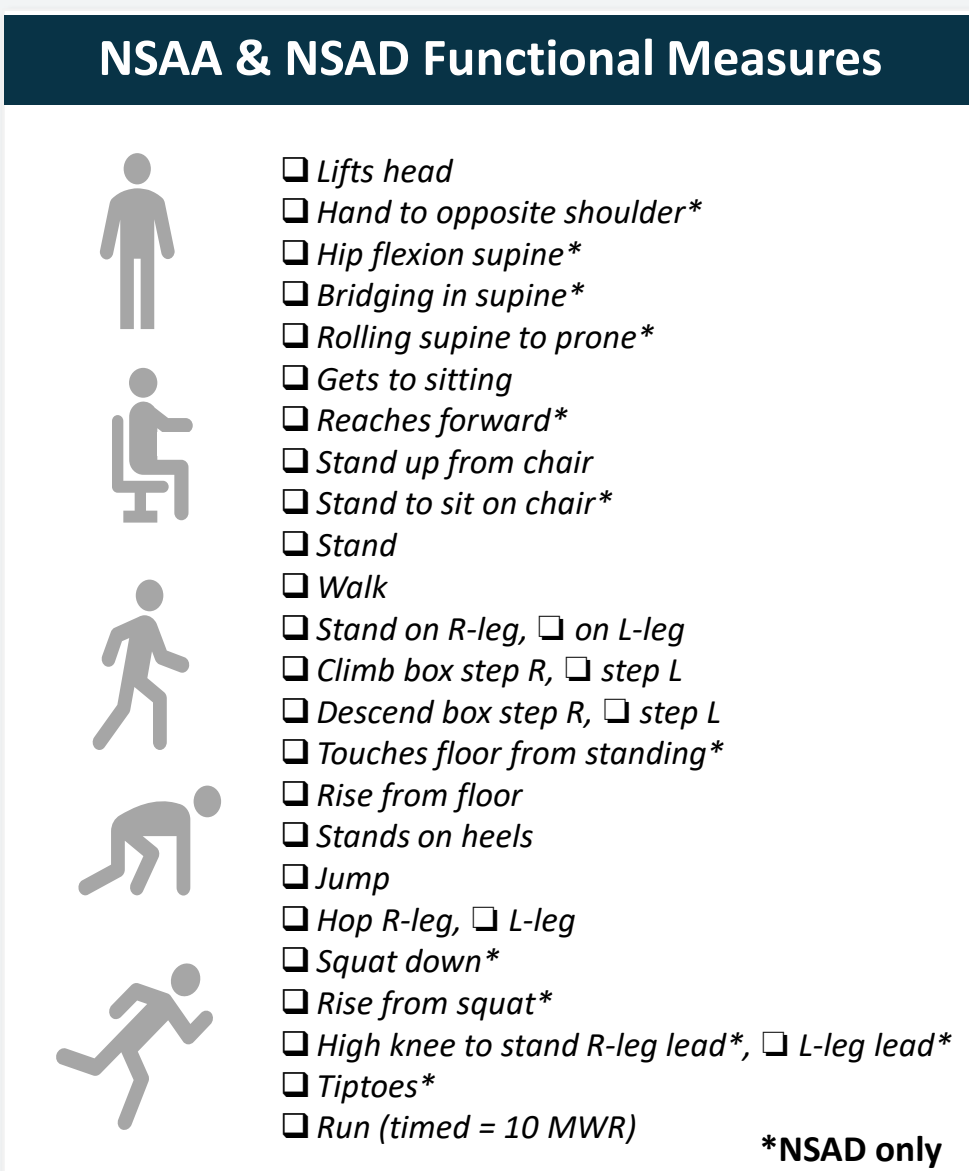 NSAA & NSAD Functional Measures
❑ Lifts head
❑ Hand to opposite shoulder*
❑ Hip flexion supine*
❑ Bridging in supine*
❑ Rolling supine to prone*
❑ Gets to sitting
❑ Reaches forward*
❑ Stand up from chair
❑ Stand to sit on chair*
❑ Stand
❑ Walk
❑ Stand on R-leg, ❑ on L-leg
❑ Climb box step R, ❑ step L
❑ Descend box step R, ❑ step L
❑ Touches floor from standing*
❑ Rise from floor
❑ Stands on heels
❑ Jump
❑ Hop R-leg, ❑ L-leg
❑ Squat down*
❑ Rise from squat*
❑ High knee to stand R-leg lead*, ❑ L-leg lead*
❑ Tiptoes*
❑ Run (timed = 10 MWR)
*NSAD only